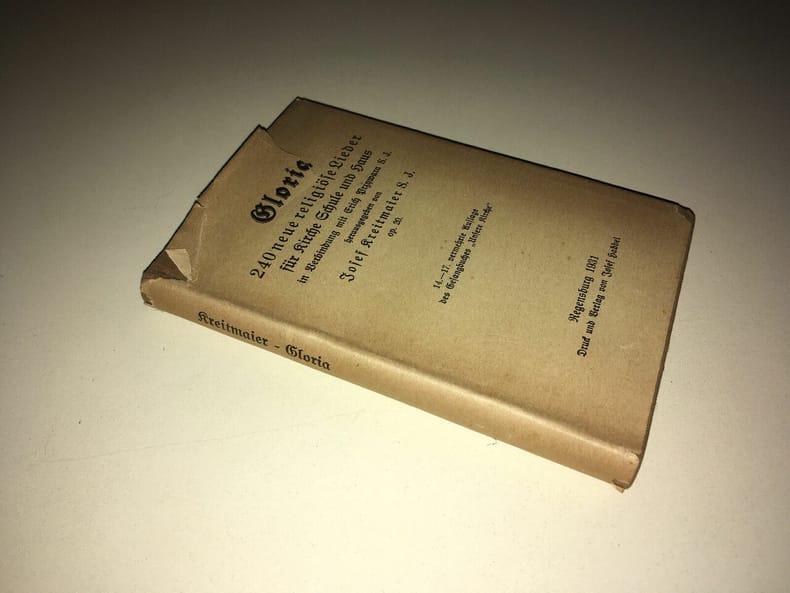 Gloria
240 neue religiöse Lieder
für Kirche Schule und Haus
in Verbindung mit Erich Przywara S. J.
herausgegeben von
Josef Kreitmaier S. J.
op. 20.
14.–17. vermehrte Auflage
des Gesangbuches „Unsere Kirche“
Regensburg 1931
Druck und Verlag von Josef Habbel
Kreitmaier - Gloria